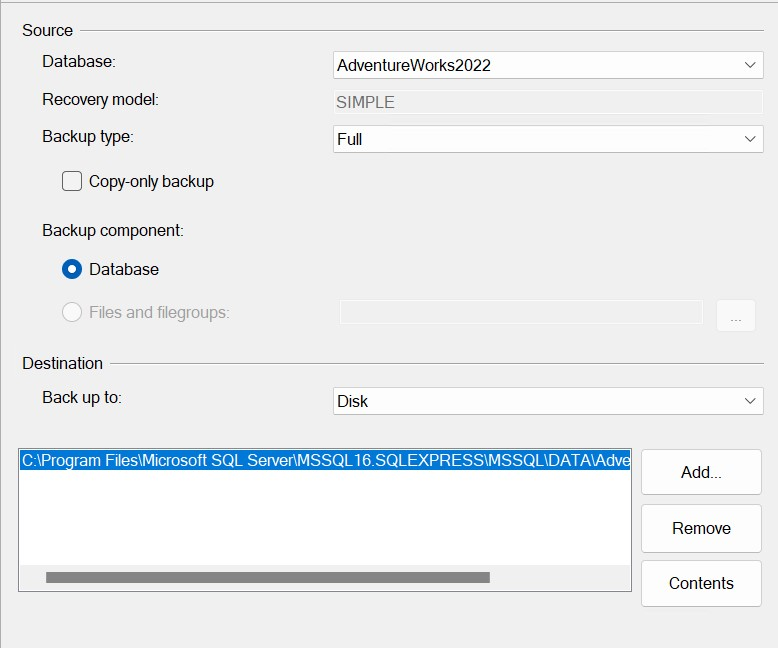 Source
Database:
AdventureWorks2022
Recovery model:
SIMPLE
Backup type:
Full
Copy-only backup
Backup component:
Database
Files and filegroups:
...
Destination
Back up to:
Disk
C:\Program Files\Microsoft SQL Server\MSSQL16.SQLEXPRESS\MSSQL\DATA\Adve
Add...
Remove
Contents